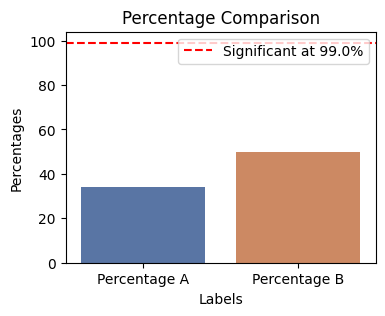 Percentage Comparison
100
80
60
40
20
0
Percentages
Significant at 99.0%
Percentage A
Percentage B
Labels